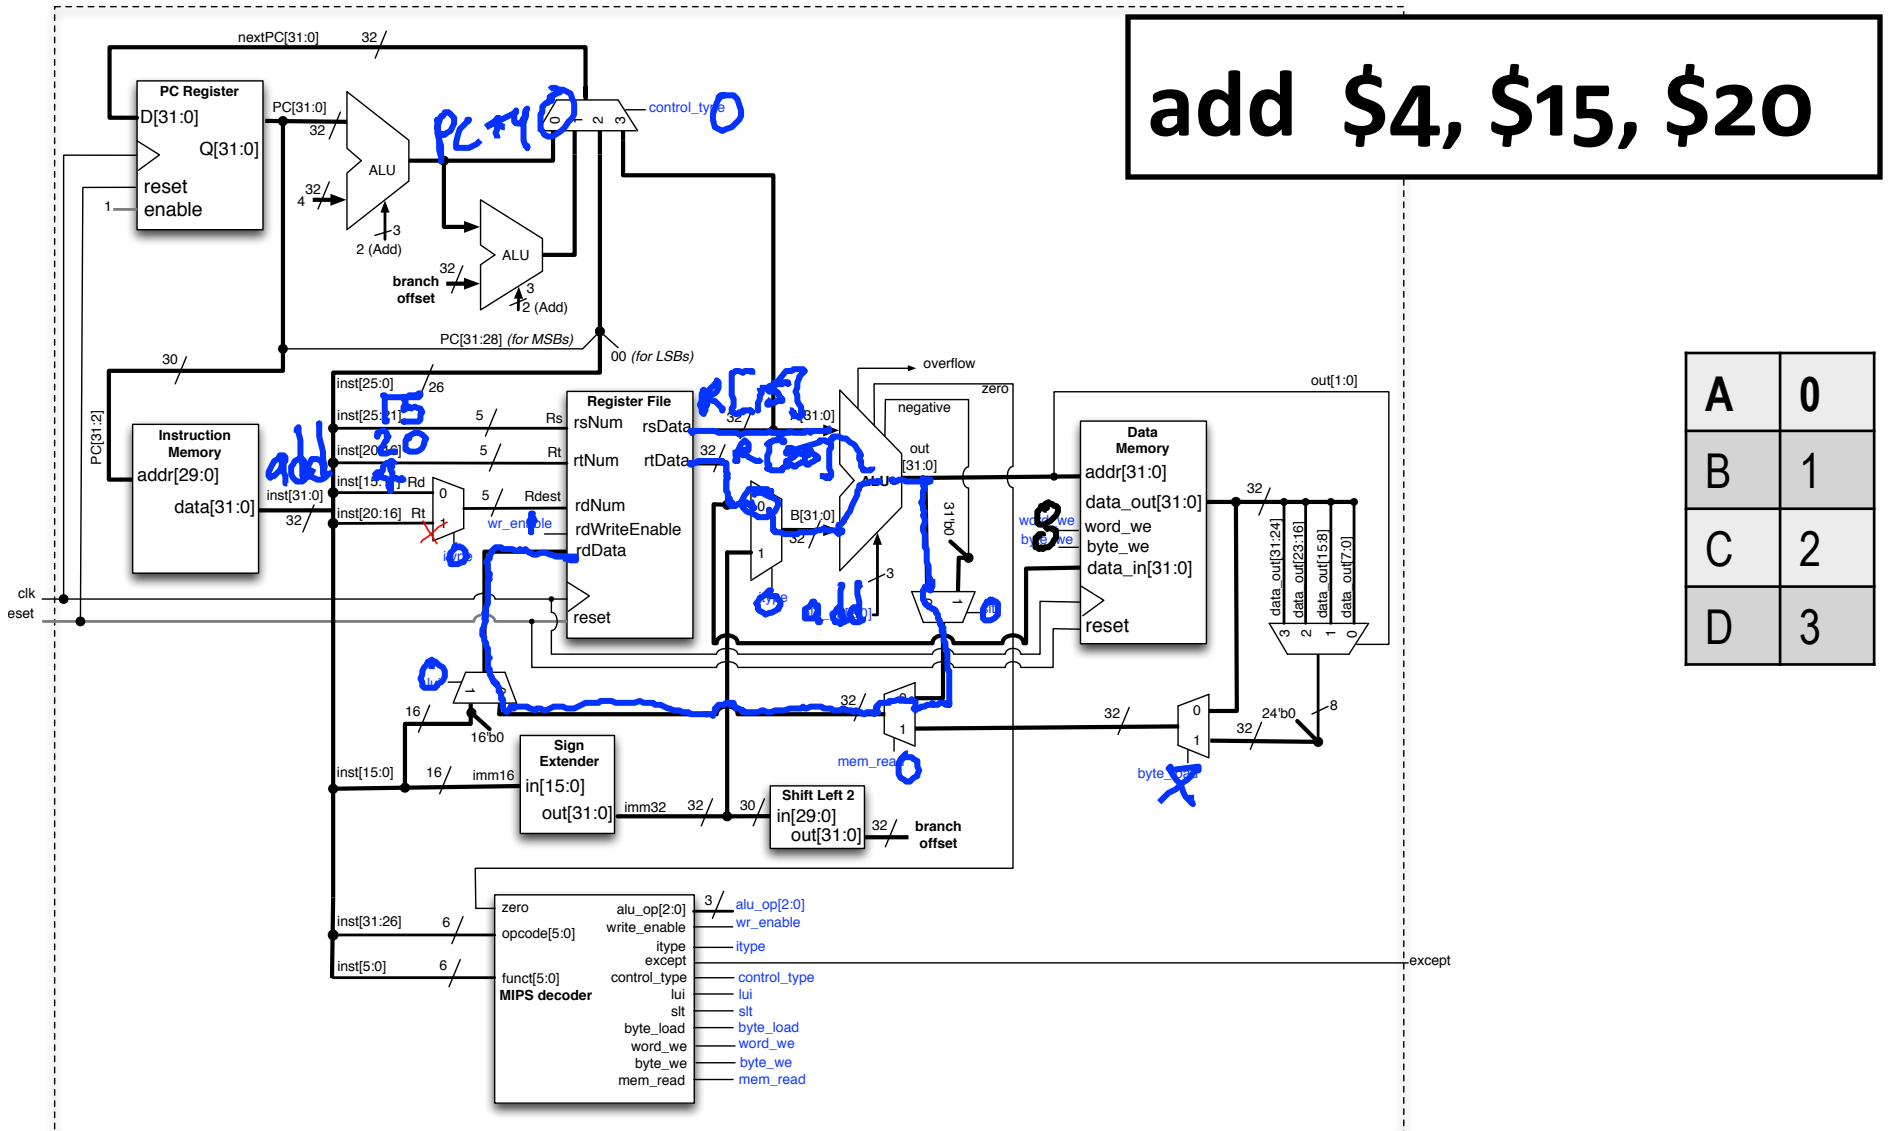 add $4, $15, $20
nextPC[31:0]
32
PC Register
D[31:0]
Q[31:0]
reset
enable
1
PC[31:0]
32
32
4
ALU
3
2 (Add)
PC+4
0 1 2 3
control_type
0
ALU
32
branch
offset
3
2 (Add)
PC[31:28] (for MSBs)
00 (for LSBs)
30
PC[31:2]
Instruction
Memory
addr[29:0]
data[31:0]
inst[31:0]
32
add
inst[25:0]
26
15
inst[25:21]
5
Rs
20
inst[20:16]
5
Rt
4
Rd
0
inst[20:16]
Rt
1
5
Rdest
0
wr_enable
1
Register File
rsNum
rsData
rtNum
rtData
rdNum
rdWriteEnable
rdData
reset
32
32
0
1
itype
0
B[31:0]
32
overflow
zero
negative
out
[31:0]
ALU
3
add
31'b0
1
0
out[1:0]
Data
Memory
addr[31:0]
data_out[31:0]
word_we
byte_we
data_in[31:0]
reset
32
data_out[31:24]
data_out[23:16]
data_out[15:8]
data_out[7:0]
3 2 1 0
8
24'b0
32
0
1
byte_load
X
32
0
1
mem_read
0
32
clk
eset
0
1
16
16'b0
inst[15:0]
16
imm16
Sign
Extender
in[15:0]
out[31:0]
imm32
32
30
Shift Left 2
in[29:0]
out[31:0]
32
branch
offset
inst[31:26]
6
inst[5:0]
6
zero
opcode[5:0]
funct[5:0]
MIPS decoder
alu_op[2:0]
write_enable
itype
except
control_type
lui
slt
byte_load
word_we
byte_we
mem_read
3
alu_op[2:0]
wr_enable
itype
control_type
lui
slt
byte_load
word_we
byte_we
mem_read
except
A 0
B 1
C 2
D 3